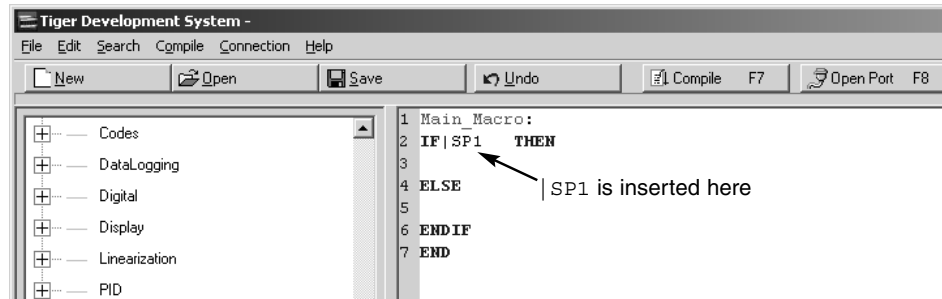 Tiger Development System -
File Edit Search Compile Connection Help
New Open Save Undo Compile F7 Open Port F8
Codes
DataLogging
Digital
Display
Linearization
PID
1 Main_Macro:
2 IF|SP1 THEN
3
4 ELSE
5
6 ENDIF
7 END
|SP1 is inserted here